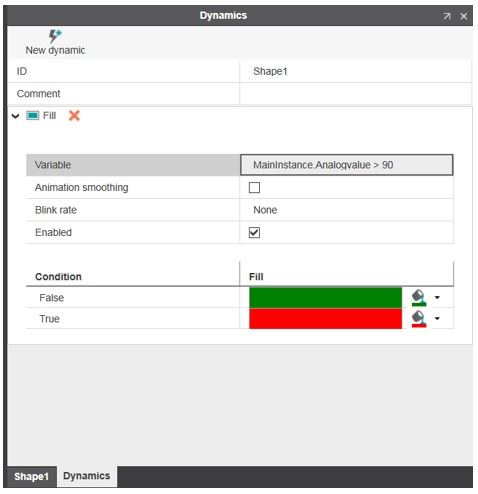 Dynamics
New dynamic
ID Shape1
Comment
Fill
Variable MainInstance.Analogvalue > 90
Animation smoothing
Blink rate None
Enabled
Condition Fill
False
True
Shape1 Dynamics